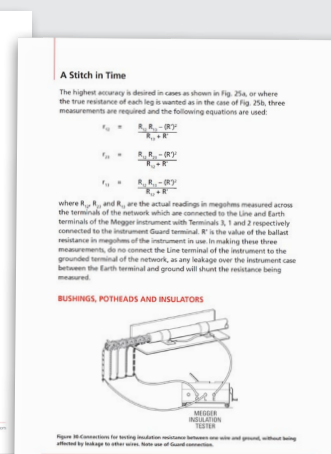 A Stitch in Time
The highest accuracy is desired in cases as shown in Fig. 25a, or where
the true resistance of each leg is wanted as in the case of Fig. 25b, three
measurements are required and the following equations are used:
=
=
=
where R₁₂, R and R are the actual readings in megohms measured across
the terminals of the network which are connected to the Line and Earth
terminals of the Megger instrument with Terminals 3, 1 and 2 respectively
connected to the instrument Guard terminal. R' is the value of the ballast
resistance in megohms of the instrument in use. In making these three
measurements, do no connect the Line terminal of the instrument to the
grounded terminal of the network, as any leakage over the instrument case
between the Earth terminal and ground will shunt the resistance being
measured.
BUSHINGS, POTHEADS AND INSULATORS
MEGGER
INSULATION
TESTER
Figure 30-Connections for testing insulation resistance between one wire and ground, without being
affected by leakage to other wires. Note use of Guard connection.